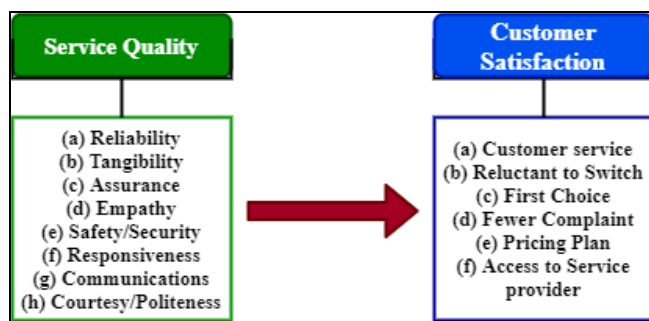 Service Quality
(a) Reliability
(b) Tangibility
(c) Assurance
(d) Empathy
(e) Safety/Security
(f) Responsiveness
(g) Communications
(h) Courtesy/Politeness
Customer
Satisfaction
(a) Customer service
(b) Reluctant to Switch
(c) First Choice
(d) Fewer Complaint
(e) Pricing Plan
(f) Access to Service
provider